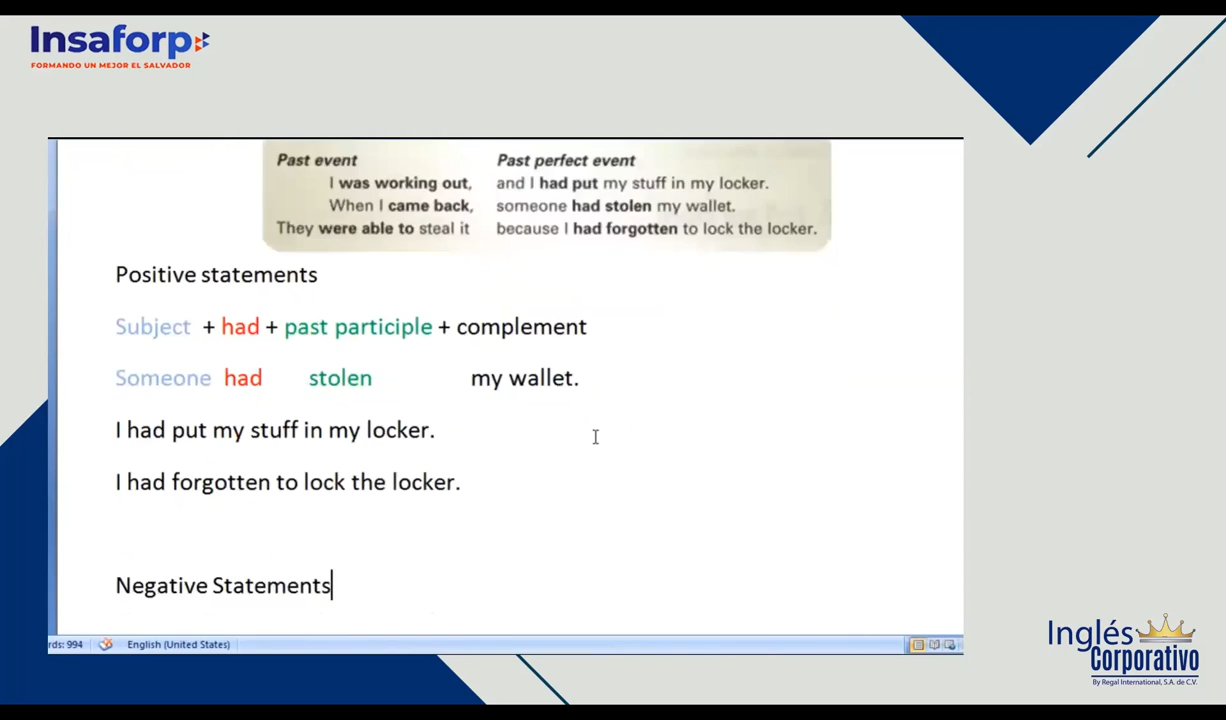 Insaforp
FORMANDO UN MEJOR EL SALVADOR
Past event Past perfect event
I was working out, and I had put my stuff in my locker.
When I came back, someone had stolen my wallet.
They were able to steal it because I had forgotten to lock the locker.
Positive statements
Subject + had + past participle + complement
Someone had stolen my wallet.
I had put my stuff in my locker.
I had forgotten to lock the locker.
Negative Statements
rds: 994 English (United States)
Inglés
Corporativo
By Regal International, S.A. de C.V.